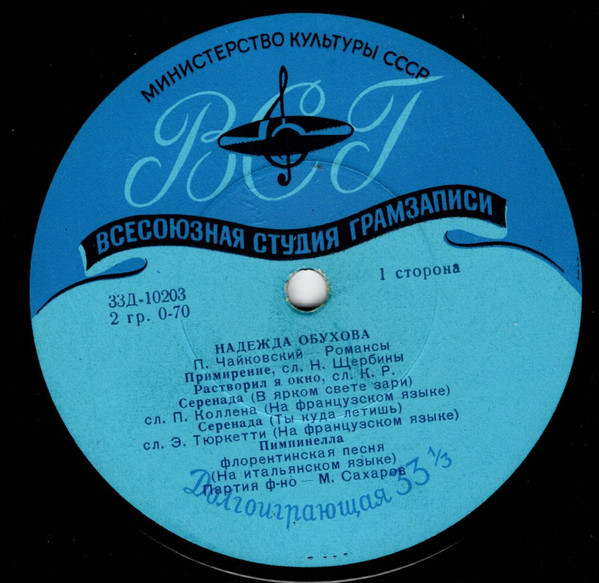 МИНИСТЕРСТВО КУЛЬТУРЫ СССР
ВСГ
ВСЕСОЮЗНАЯ СТУДИЯ ГРАМЗАПИСИ
1 сторона
33Д-10203
2 гр. 0-70
НАДЕЖДА ОБУХОВА
П. Чайковский — Романсы
Примирение, сл. Н. Щербины
Растворил я окно, сл. К. Р.
Серенада (В ярком свете зари)
сл. П. Коллена (На французском языке)
Серенада (Ты куда летишь)
сл. Э. Тюркетти (На французском языке)
Пимпинелла
флорентинская песня
(На итальянском языке)
Партия ф-но — М. Сахаров
Долгоиграющая 33 1/3